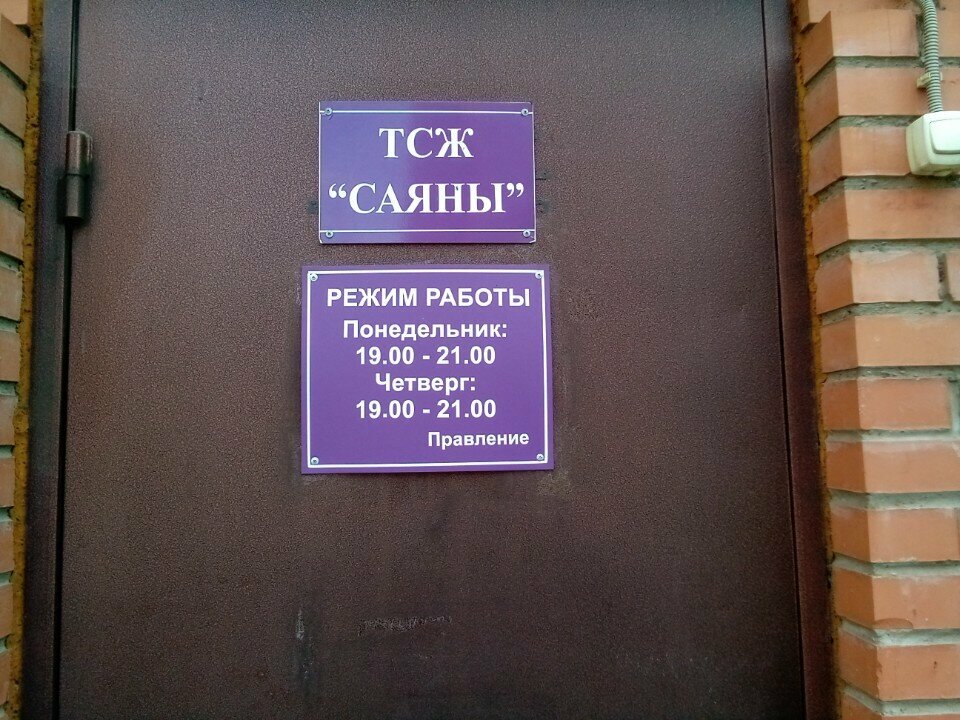 ТСЖ
“САЯНЫ”
РЕЖИМ РАБОТЫ
Понедельник:
19.00 - 21.00
Четверг:
19.00 - 21.00
Правление